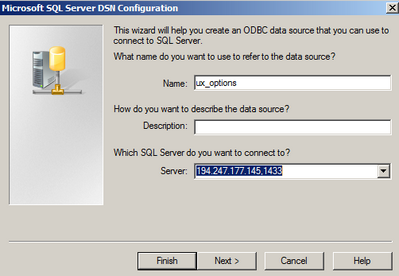 Microsoft SQL Server DSN Configuration
This wizard will help you create an ODBC data source that you can use to
connect to SQL Server.
What name do you want to use to refer to the data source?
Name: ux_options
How do you want to describe the data source?
Description:
Which SQL Server do you want to connect to?
Server: 194.247.177.145,1433
Finish Next > Cancel Help